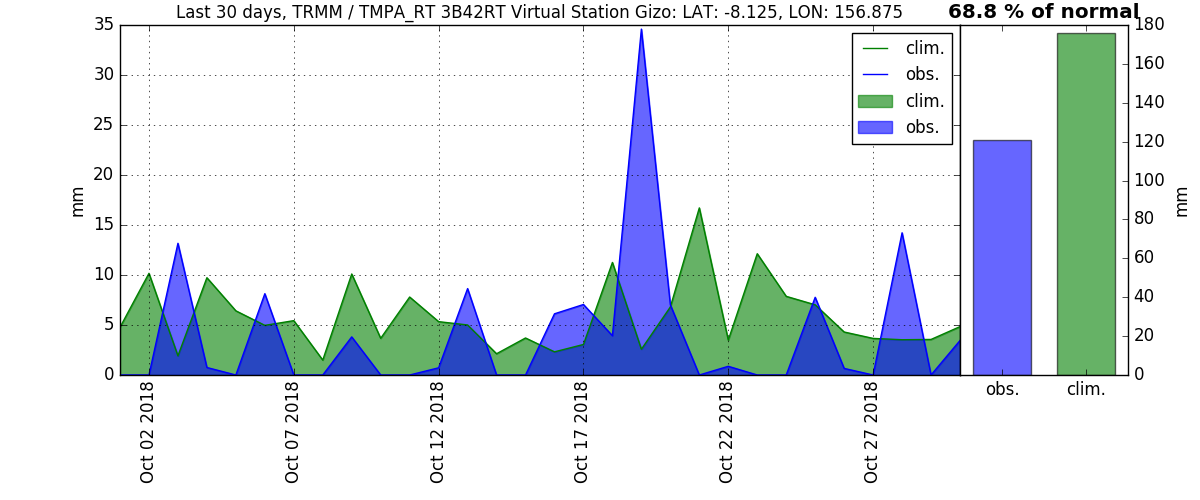 Last 30 days, TRMM / TMPA_RT 3B42RT Virtual Station Gizo: LAT: -8.125, LON: 156.875
68.8 % of normal
35
30
25
20
15
10
5
0
mm
clim.
obs.
clim.
obs.
Oct 02 2018
Oct 07 2018
Oct 12 2018
Oct 17 2018
Oct 22 2018
Oct 27 2018
180
160
140
120
100
80
60
40
20
0
mm
obs.
clim.